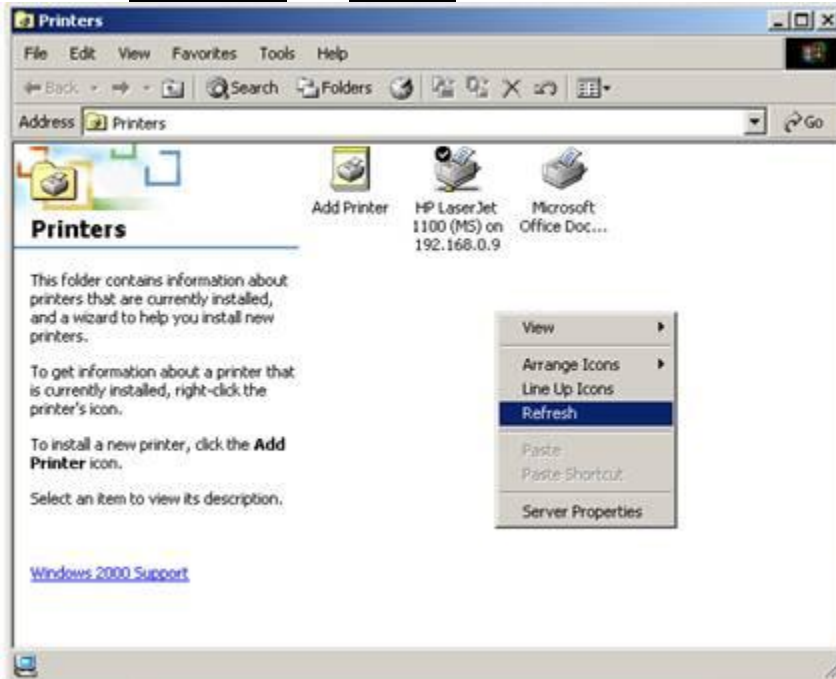 Printers
File Edit View Favorites Tools Help
Back Search Folders
Address Printers Go
Add Printer
HP LaserJet
1100 (MS) on
192.168.0.9
Microsoft
Office Doc...
Printers
This folder contains information about
printers that are currently installed,
and a wizard to help you install new
printers.
To get information about a printer that
is currently installed, right-click the
printer's icon.
To install a new printer, click the Add
Printer icon.
Select an item to view its description.
Windows 2000 Support
View
Arrange Icons
Line Up Icons
Refresh
Paste
Paste Shortcut
Server Properties